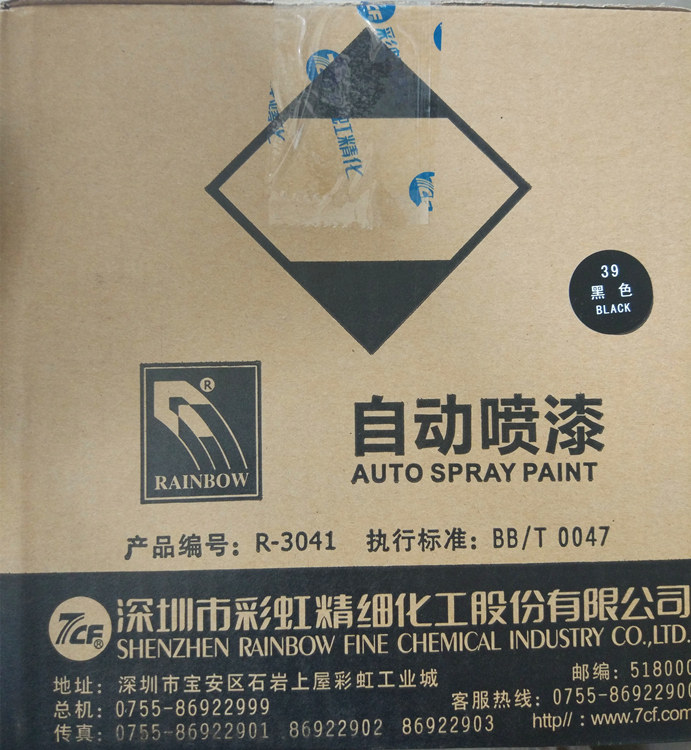 7CF
39
黑色
BLACK
R
RAINBOW
自动喷漆
AUTO SPRAY PAINT
产品编号: R-3041 执行标准: BB/T 0047
7CF
深圳市彩虹精细化工股份有限公司
SHENZHEN RAINBOW FINE CHEMICAL INDUSTRY CO.,LTD.
地址: 深圳市宝安区石岩上屋彩虹工业城 邮编: 518000
总机: 0755-86922999 客服热线: 0755-86922900
传真: 0755-86922901 86922902 86922903 http//: www.7cf.com